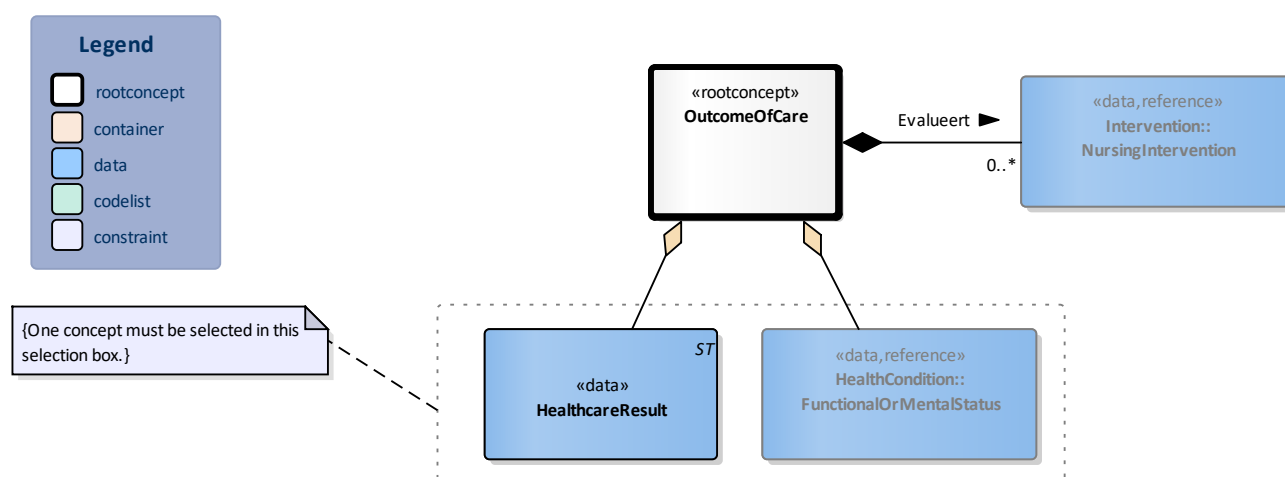 Legend
rootconcept
container
data
codelist
constraint
«rootconcept»
OutcomeOfCare
Evalueert
0..*
«data,reference»
Intervention::
NursingIntervention
{One concept must be selected in this
selection box.}
ST
«data»
HealthcareResult
«data,reference»
HealthCondition::
FunctionalOrMentalStatus